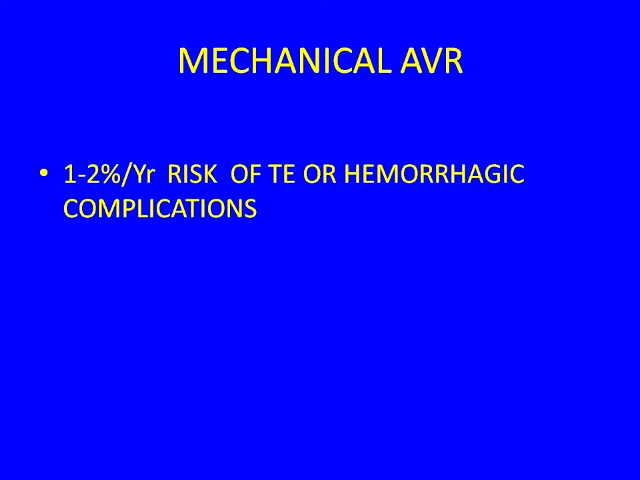 MECHANICAL AVR
• 1-2%/Yr RISK OF TE OR HEMORRHAGIC
COMPLICATIONS